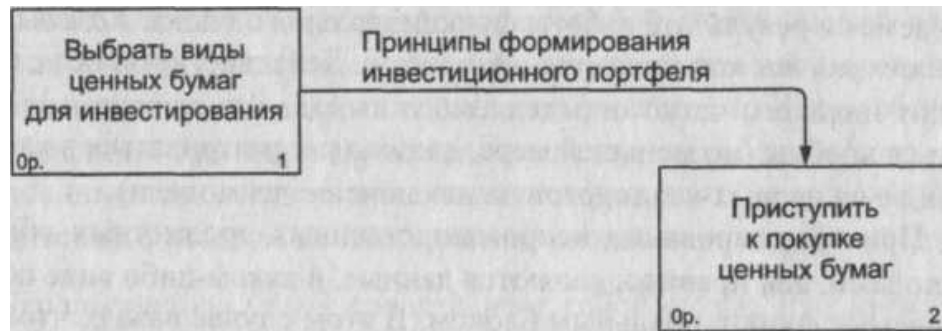 Выбрать виды
ценных бумаг
для инвестирования
0р.
1
Принципы формирования
инвестиционного портфеля
Приступить
к покупке
ценных бумаг
0р.
2